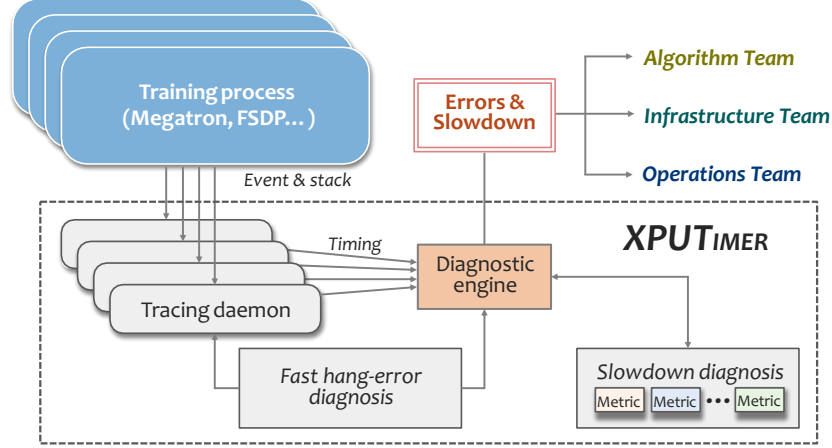 Training process
(Megatron, FSDP... )
Errors &
Slowdown
Algorithm Team
Infrastructure Team
Operations Team
Event & stack
XPUTIMER
Timing
Diagnostic
engine
Tracing daemon
Fast hang-error
diagnosis
Slowdown diagnosis
Metric Metric ••• Metric